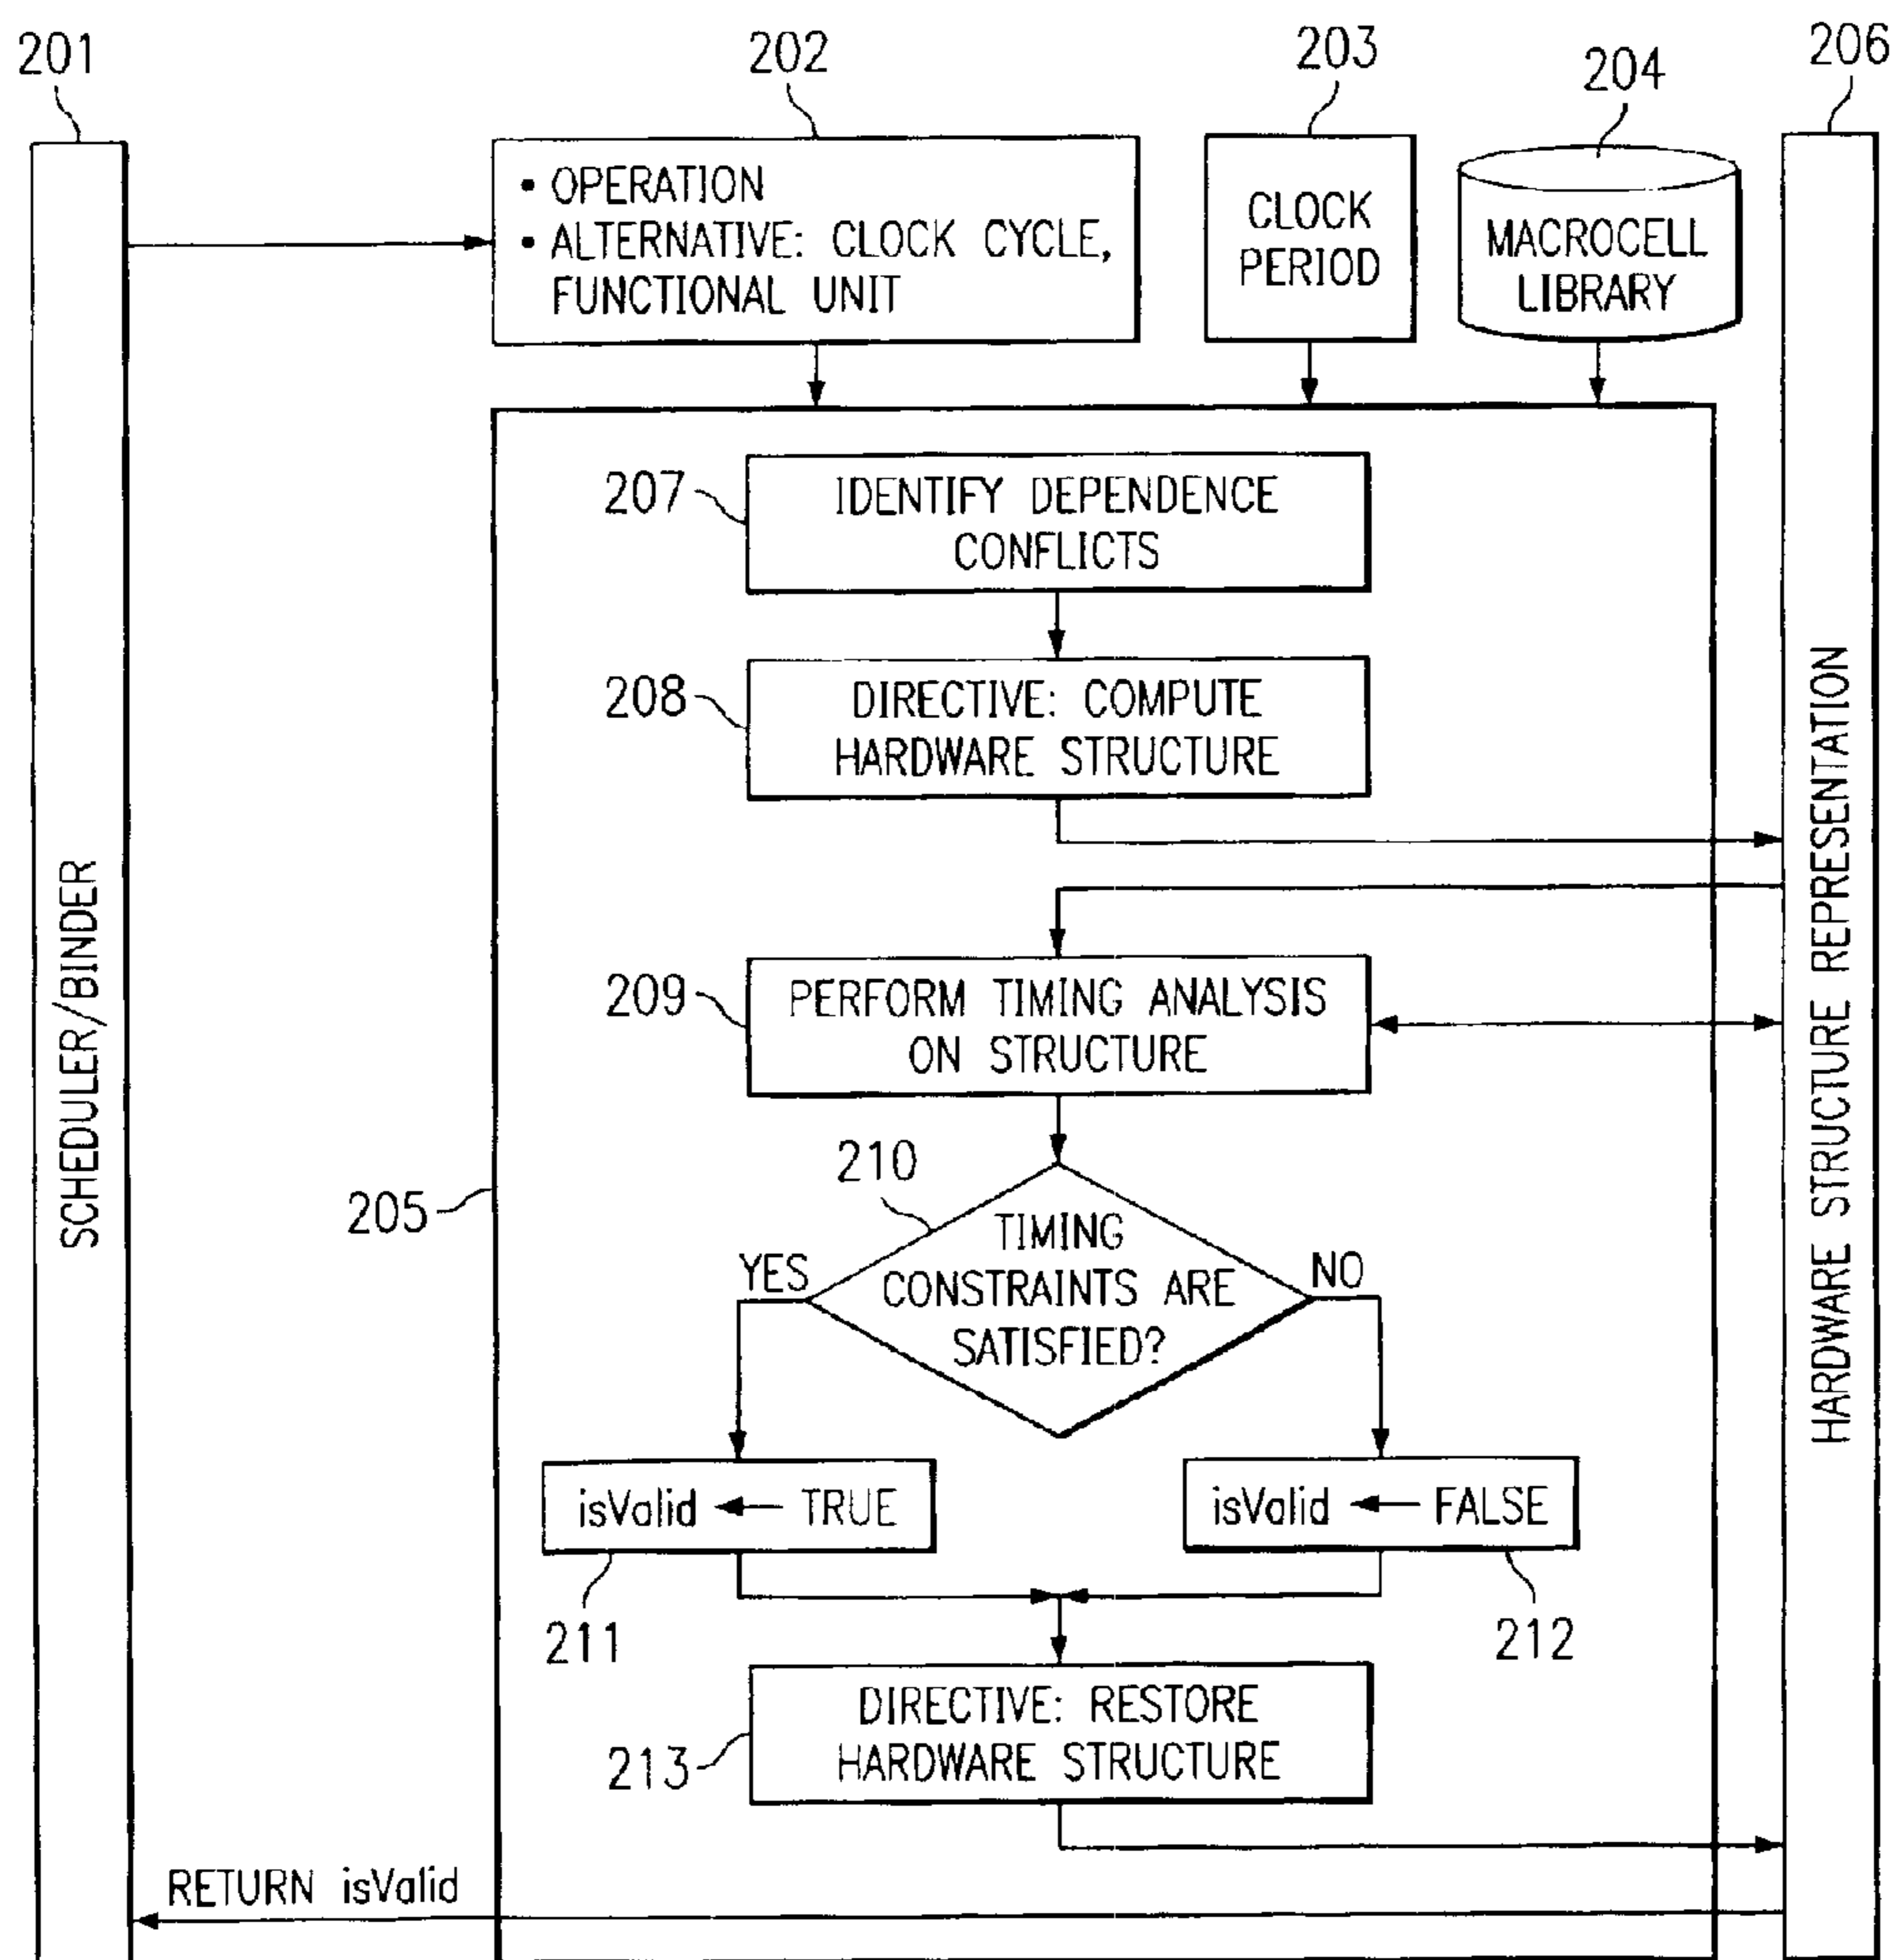 201
202
203
204
206
• OPERATION
• ALTERNATIVE: CLOCK CYCLE,
FUNCTIONAL UNIT
CLOCK
PERIOD
MACROCELL
LIBRARY
207
IDENTIFY DEPENDENCE
CONFLICTS
208
DIRECTIVE: COMPUTE
HARDWARE STRUCTURE
SCHEDULER/BINDER
HARDWARE STRUCTURE REPRESENTATION
209
PERFORM TIMING ANALYSIS
ON STRUCTURE
205
210
TIMING
CONSTRAINTS ARE
SATISFIED?
YES
NO
isValid ← TRUE
isValid ← FALSE
211
212
213
DIRECTIVE: RESTORE
HARDWARE STRUCTURE
RETURN isValid